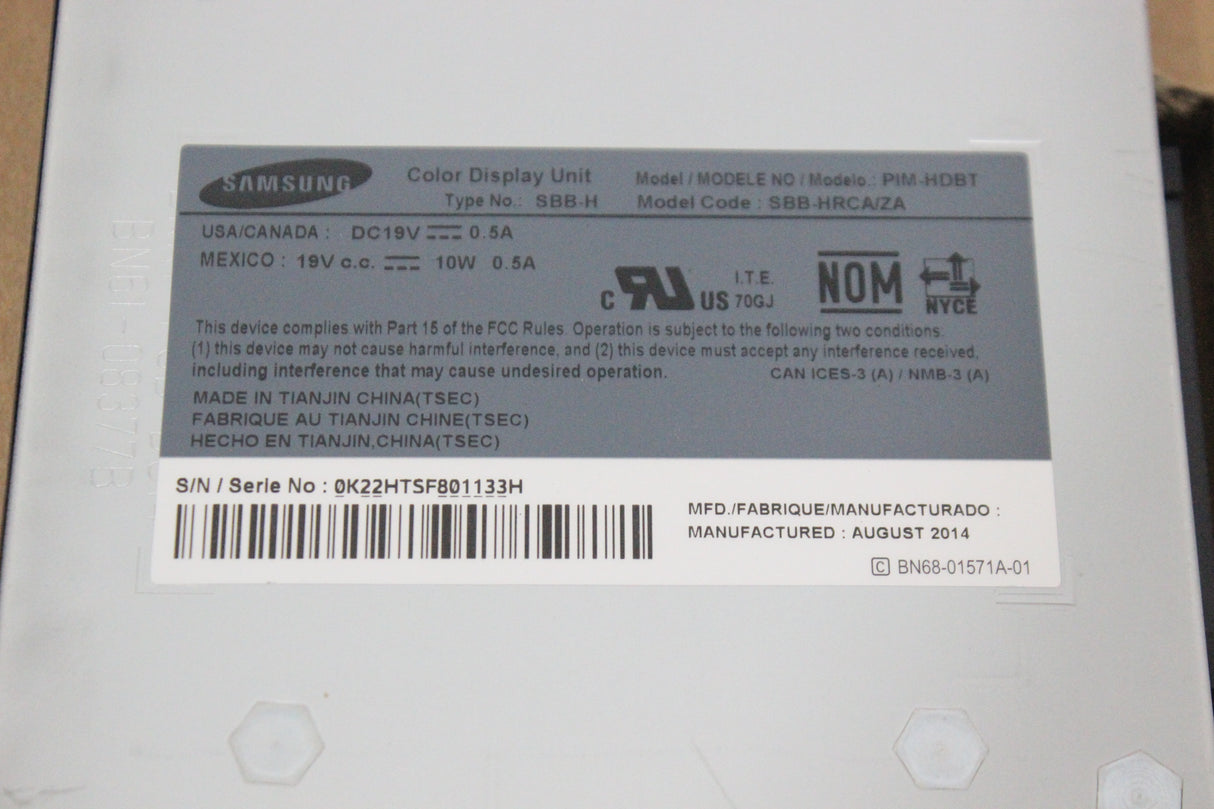 SAMSUNG
Color Display Unit
Type No.: SBB-H
Model / MODELE NO / Modelo.: PIM-HDBT
Model Code : SBB-HRCA/ZA
USA/CANADA : DC19V 0.5A
MEXICO : 19V c.c. 10W 0.5A
C RU US
I.T.E.
70GJ
NOM
NYCE
This device complies with Part 15 of the FCC Rules. Operation is subject to the following two conditions.
(1) this device may not cause harmful interference, and (2) this device must accept any interference received,
including interference that may cause undesired operation.
CAN ICES-3 (A) / NMB-3 (A)
MADE IN TIANJIN CHINA(TSEC)
FABRIQUE AU TIANJIN CHINE(TSEC)
HECHO EN TIANJIN,CHINA(TSEC)
S/N / Serie No : 0K22HTSF801133H
MFD./FABRIQUE/MANUFACTURADO :
MANUFACTURED : AUGUST 2014
C BN68-01571A-01
BN61-08377B